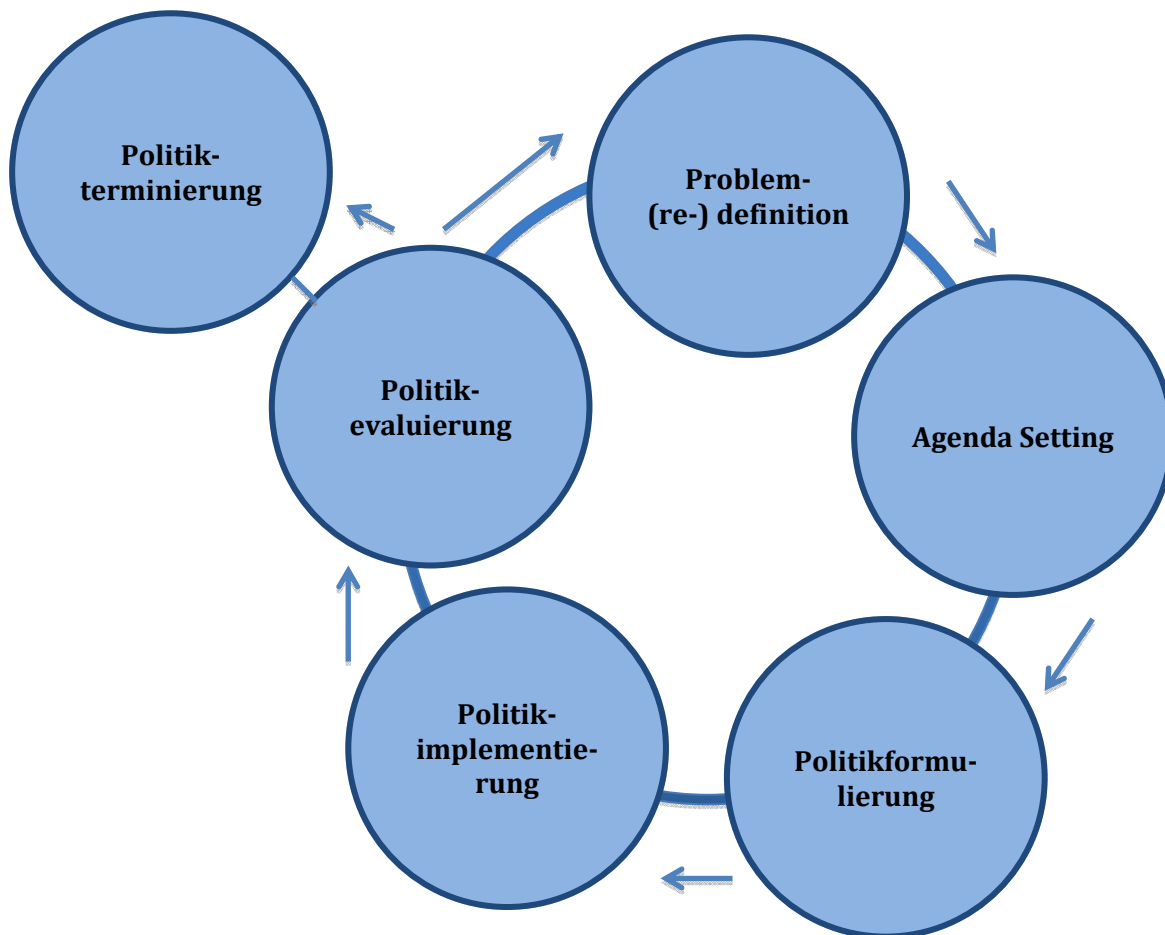 Politik-
terminierung
Problem-
(re-) definition
Politik-
evaluierung
Agenda Setting
Politik-
implementie-
rung
Politikformu-
lierung